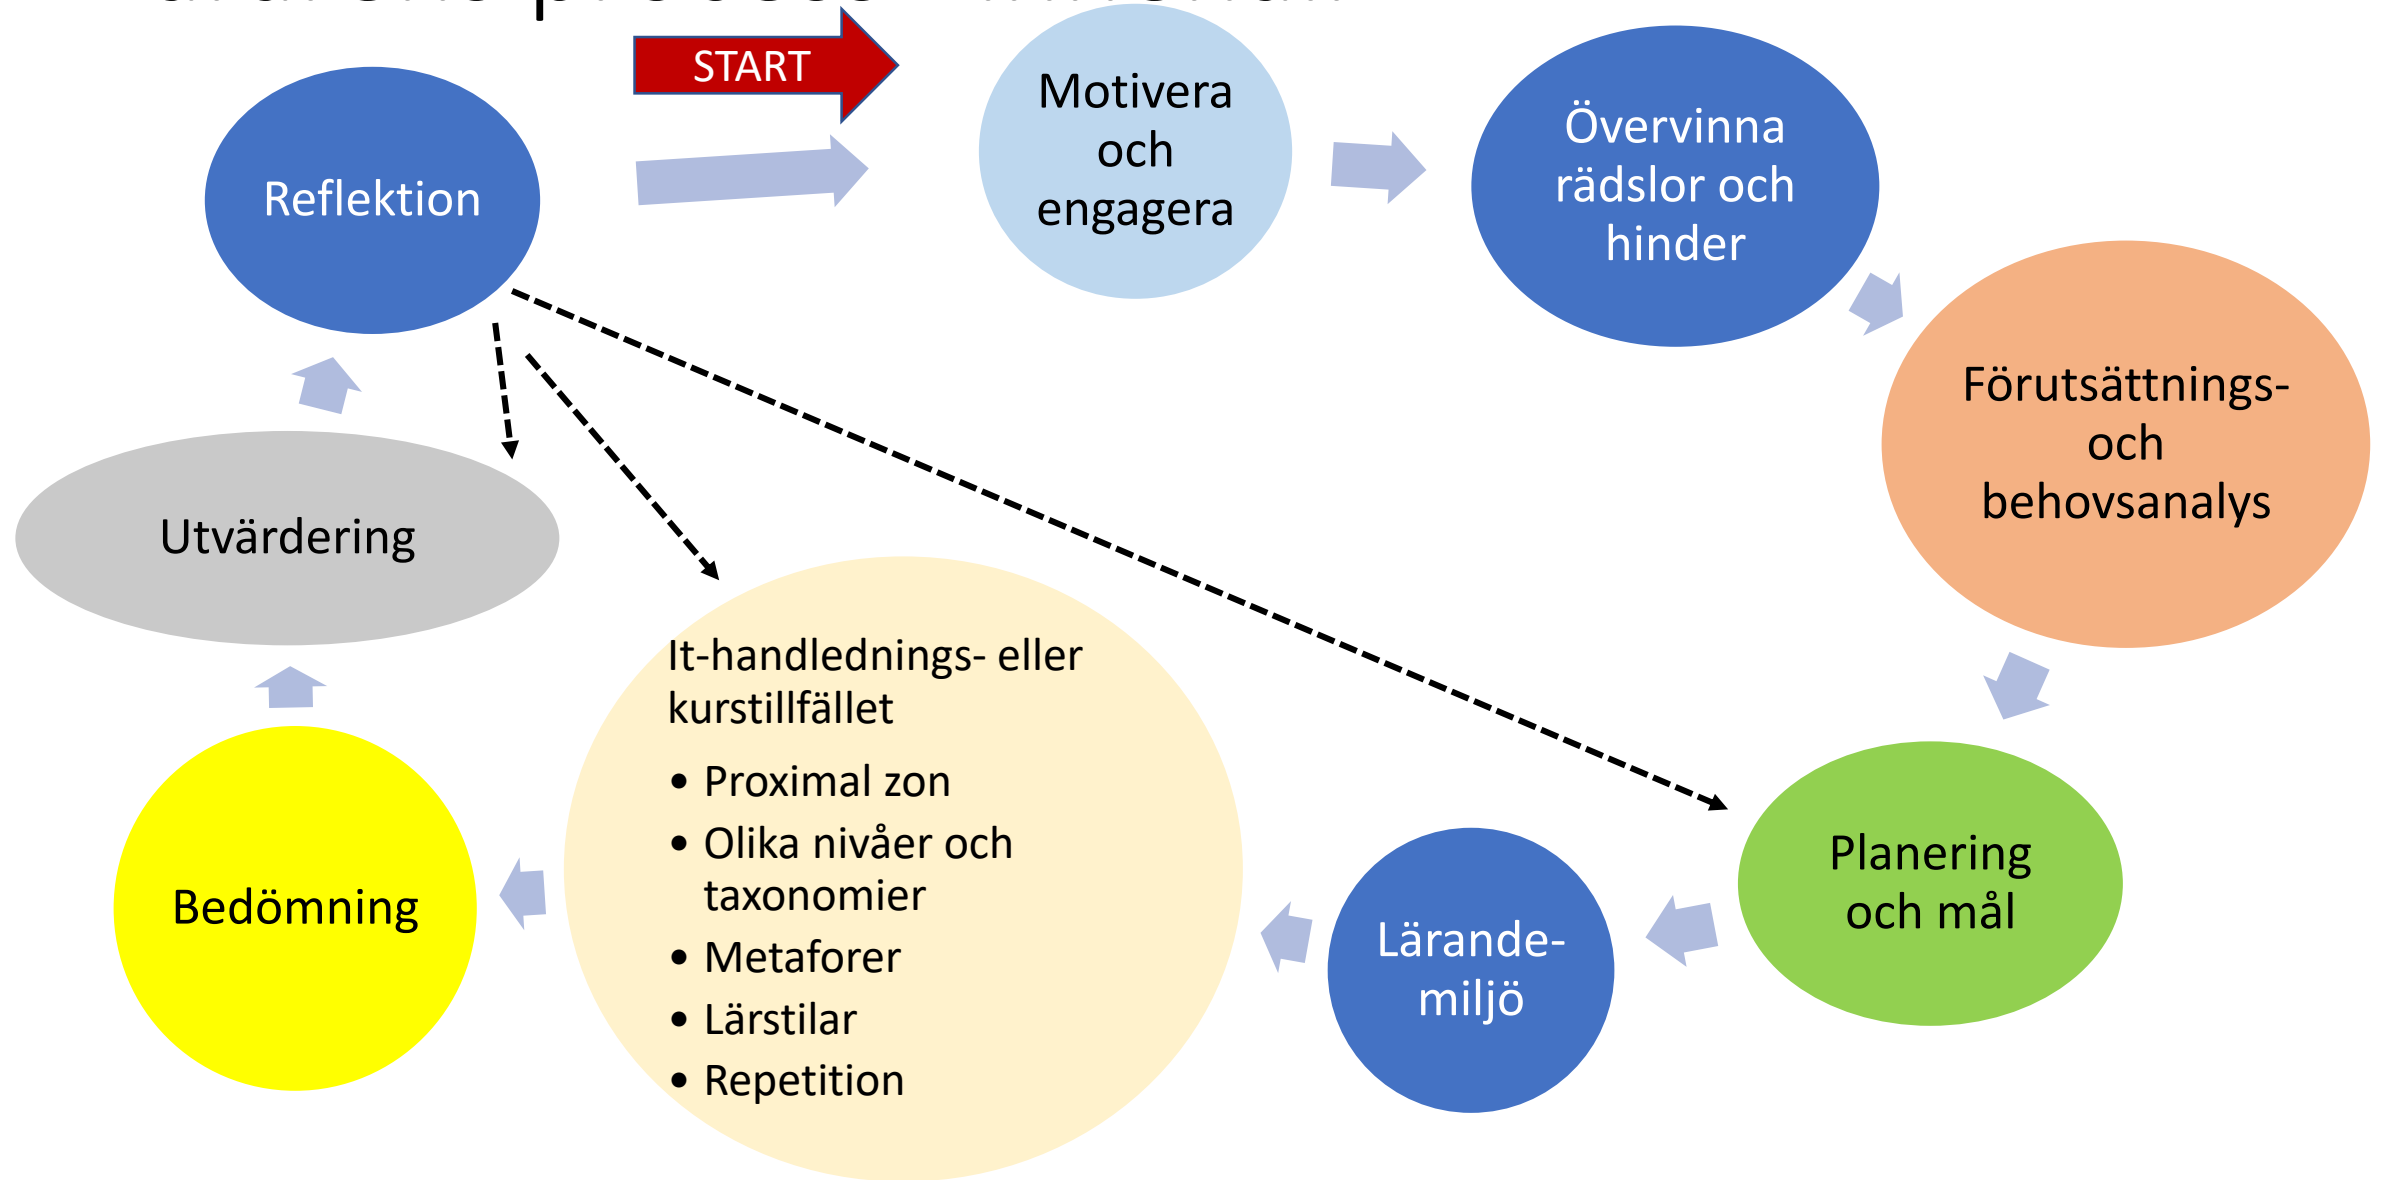 START
Motivera
och
engagera
Övervinna
rädslor och
hinder
Förutsättnings-
och
behovsanalys
Planering
och mål
Lärande-
miljö
It-handlednings- eller
kurstillfället
• Proximal zon
• Olika nivåer och
taxonomier
• Metaforer
• Lärstilar
• Repetition
Bedömning
Utvärdering
Reflektion